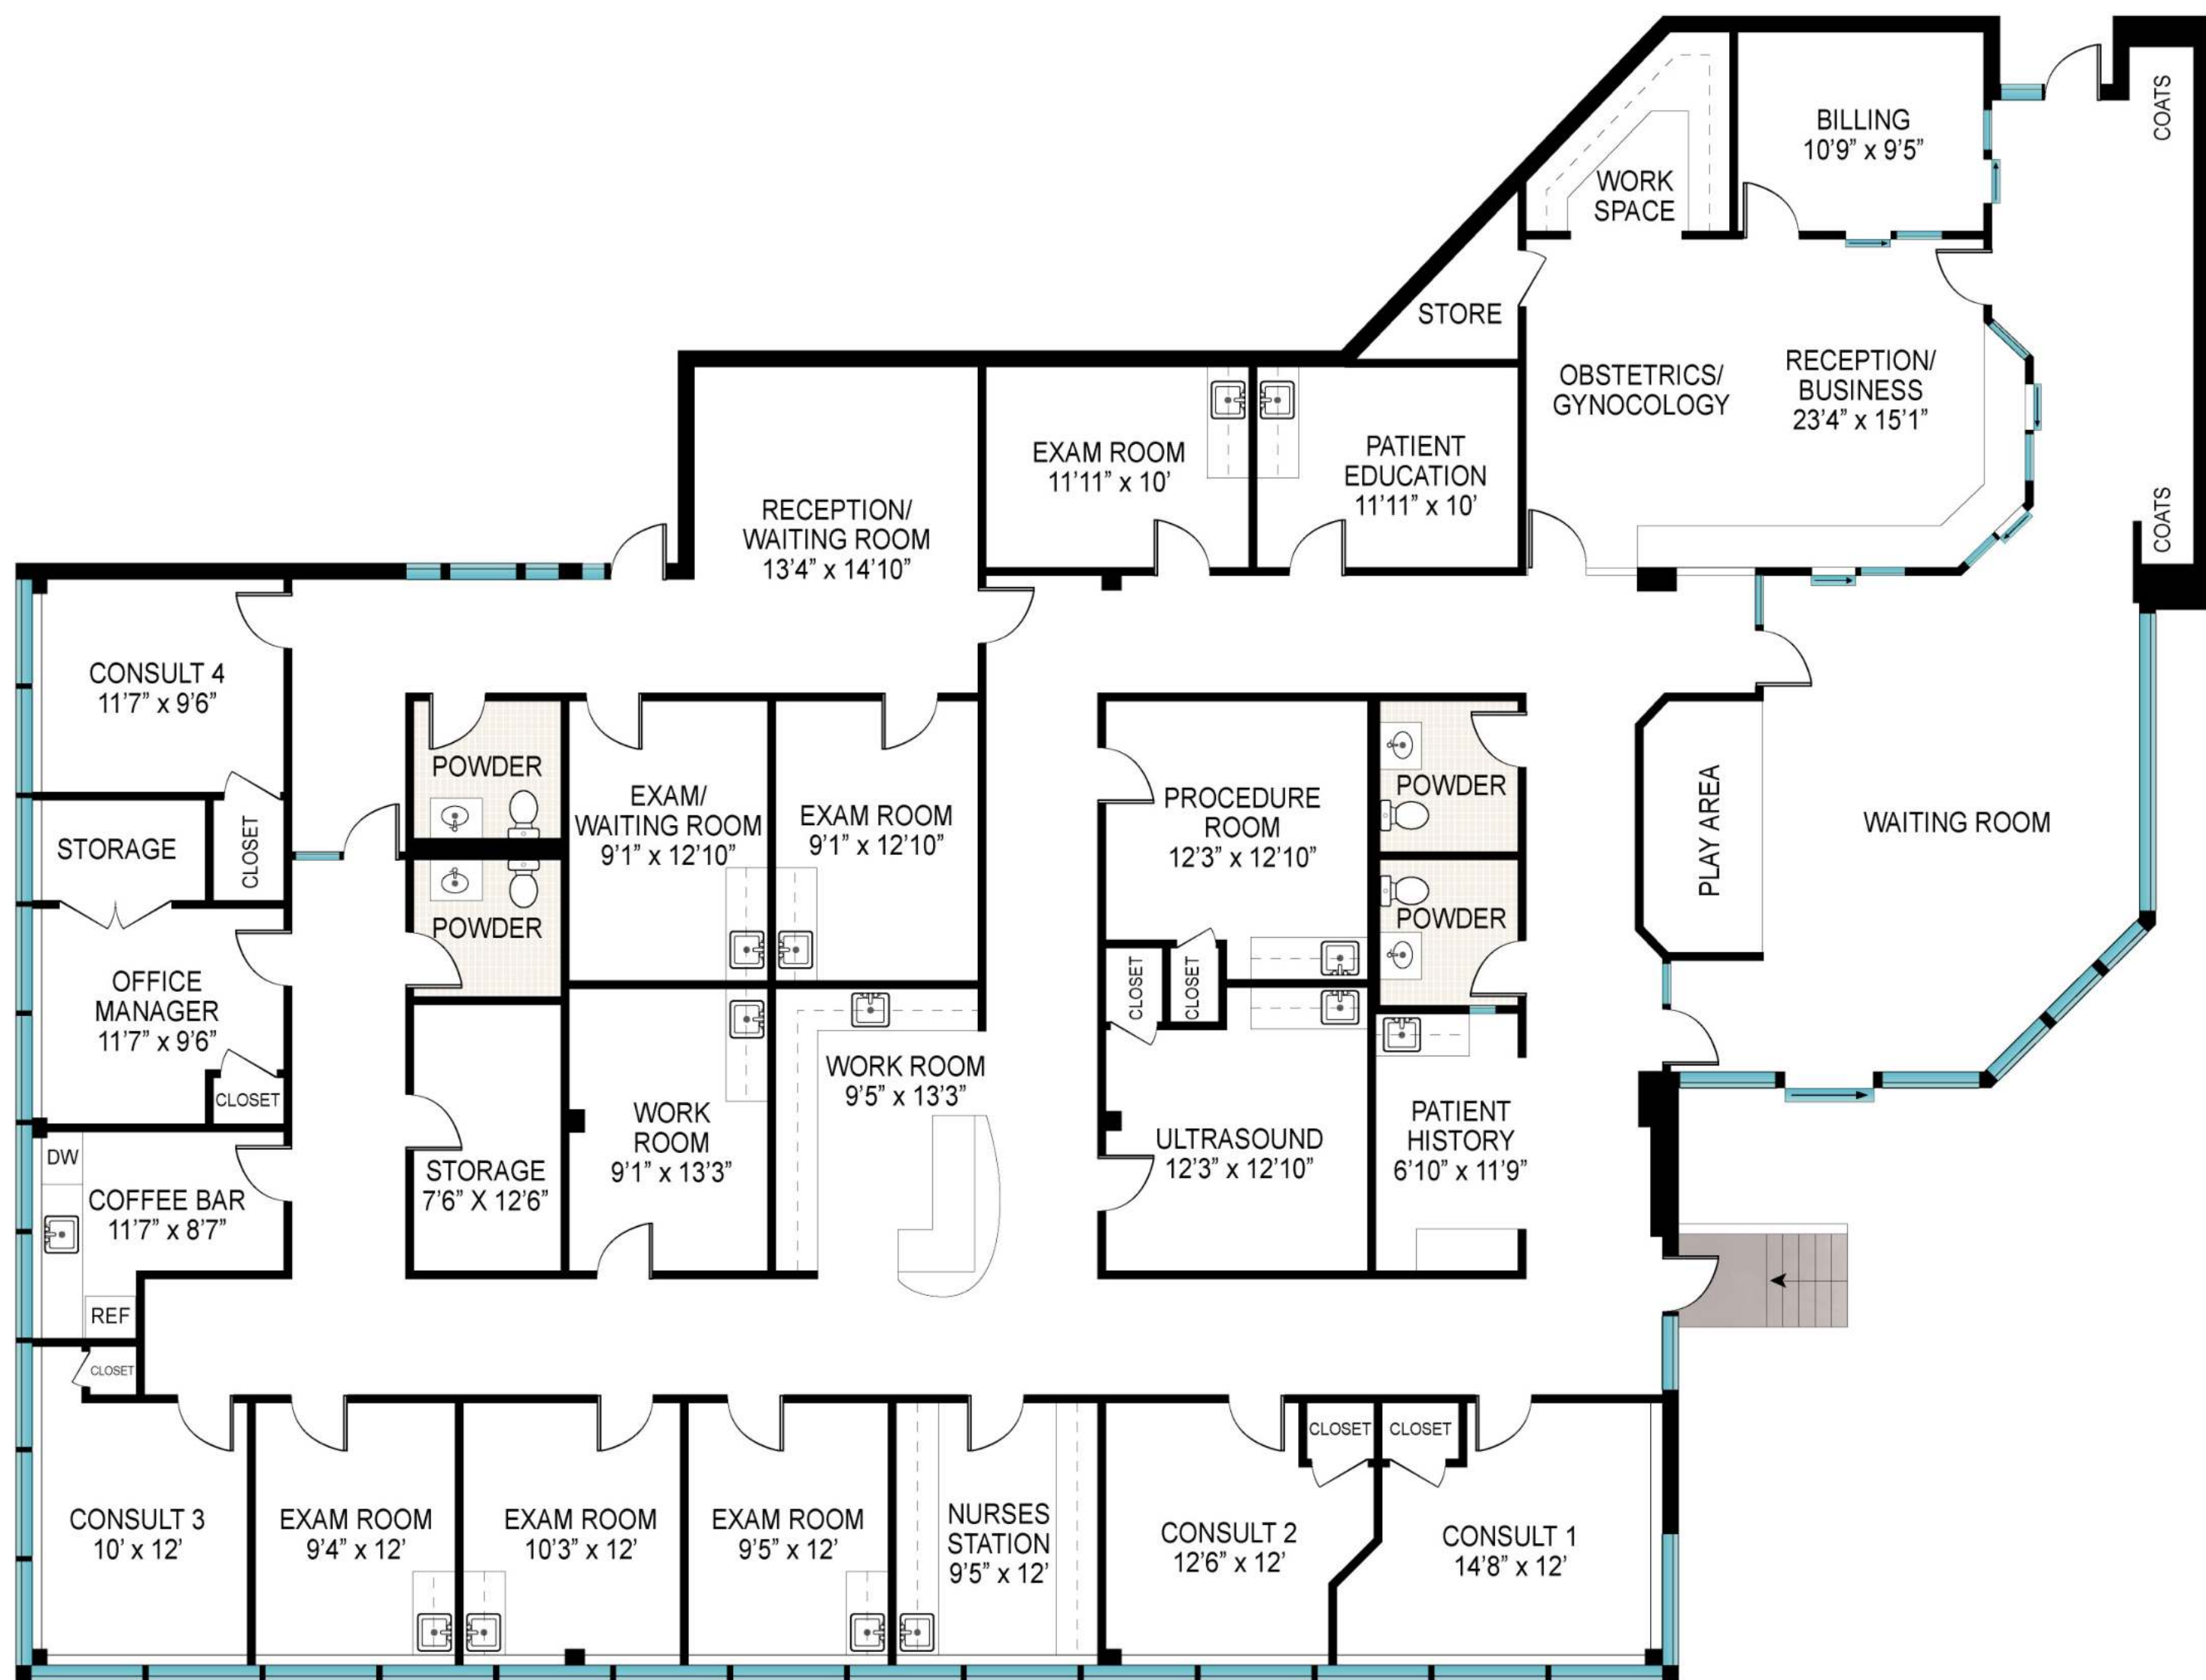 COATS
BILLING
10'9” x 9'5”
WORK
SPACE
STORE
OBSTETRICS/
GYNOCOLOGY
RECEPTION/
BUSINESS
23'4” x 15'1”
COATS
EXAM ROOM
11'11” x 10'
PATIENT
EDUCATION
11'11” x 10'
RECEPTION/
WAITING ROOM
13'4” x 14'10”
CONSULT 4
11'7” x 9'6”
POWDER
EXAM/
WAITING ROOM
9'1” x 12'10”
EXAM ROOM
9'1” x 12'10”
PROCEDURE
ROOM
12'3” x 12'10”
POWDER
PLAY AREA
WAITING ROOM
STORAGE
CLOSET
POWDER
POWDER
OFFICE
MANAGER
11'7” x 9'6”
CLOSET
CLOSET
CLOSET
WORK ROOM
9'5” x 13'3”
WORK
ROOM
9'1” x 13'3”
STORAGE
7'6” X 12'6”
ULTRASOUND
12'3” x 12'10”
PATIENT
HISTORY
6'10” x 11'9”
DW
COFFEE BAR
11'7” x 8'7”
REF
CLOSET
CLOSET
CLOSET
CONSULT 3
10' x 12'
EXAM ROOM
9'4” x 12'
EXAM ROOM
10'3” x 12'
EXAM ROOM
9'5” x 12'
NURSES
STATION
9'5” x 12'
CONSULT 2
12'6” x 12'
CONSULT 1
14'8” x 12'